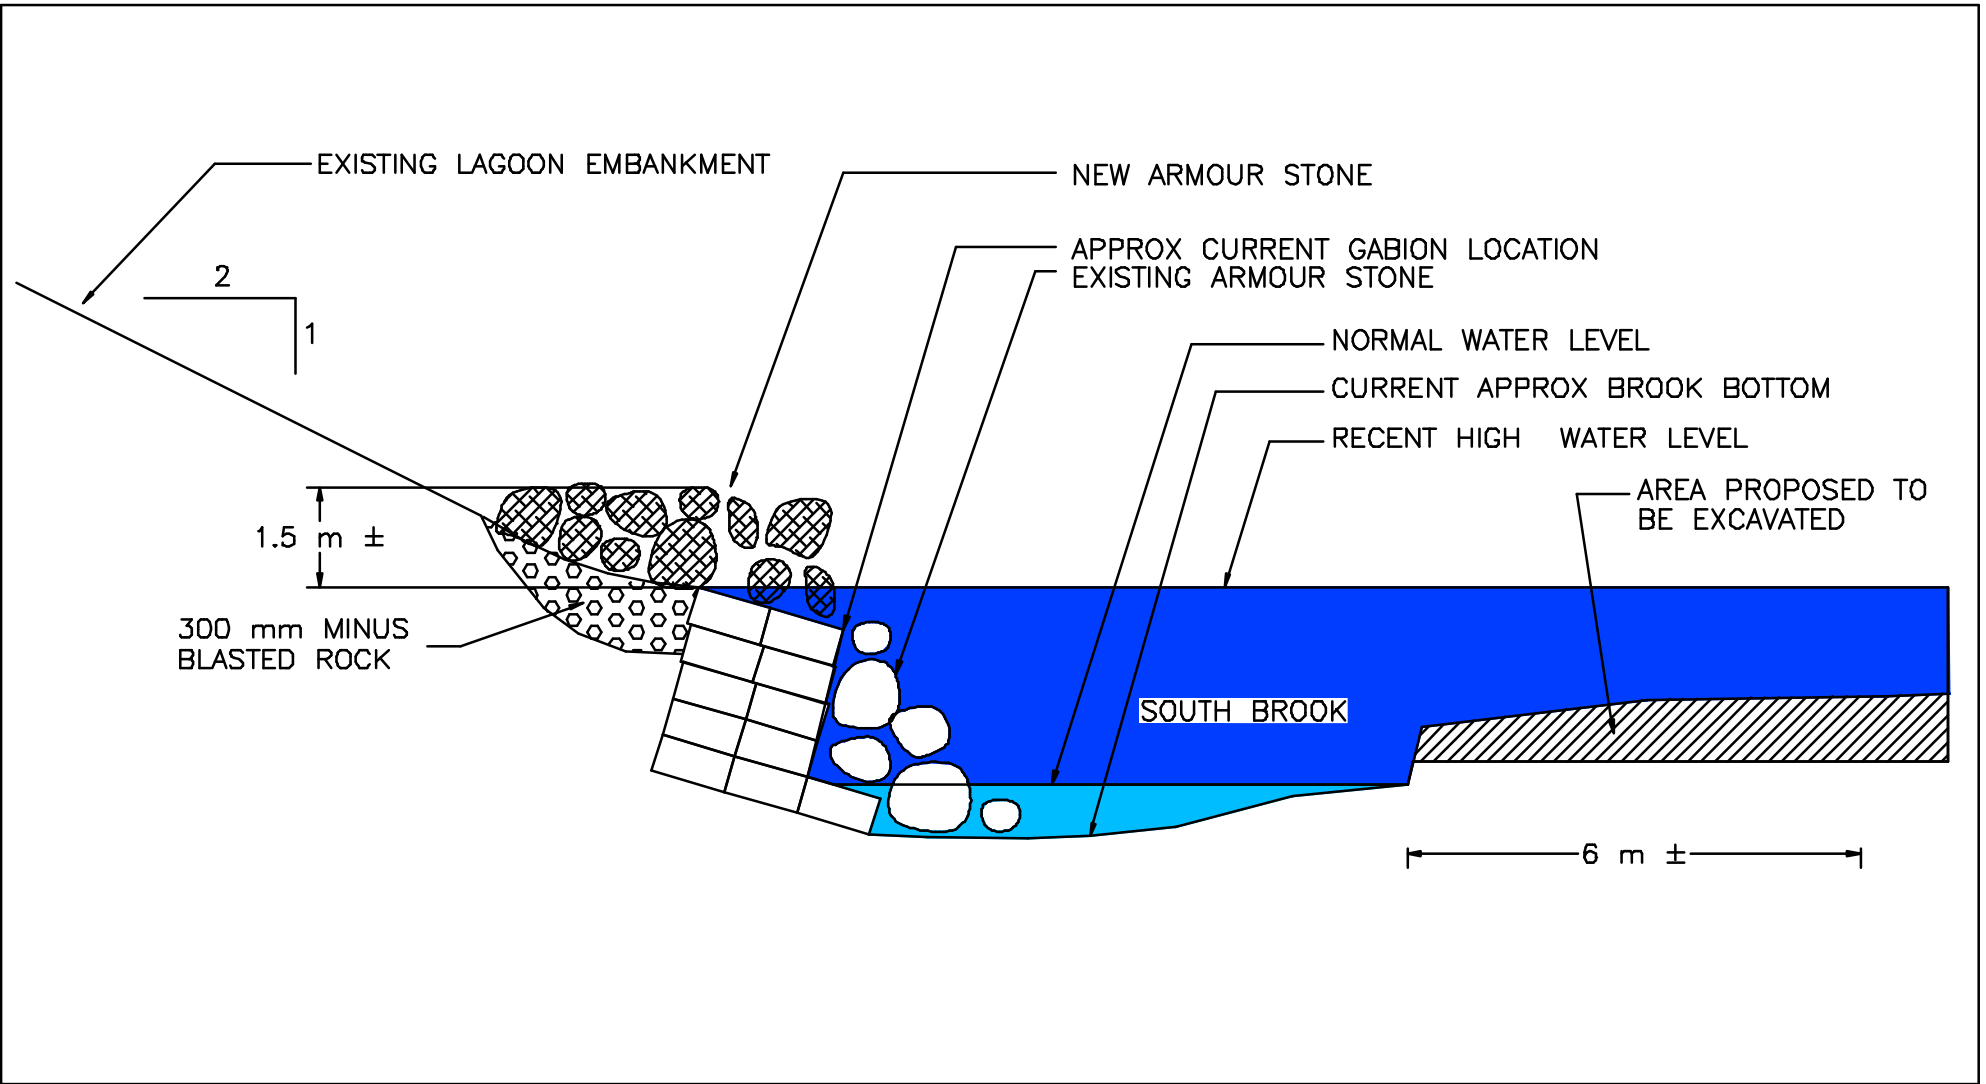 EXISTING LAGOON EMBANKMENT
NEW ARMOUR STONE
APPROX CURRENT GABION LOCATION
EXISTING ARMOUR STONE
2
1
NORMAL WATER LEVEL
CURRENT APPROX BROOK BOTTOM
RECENT HIGH WATER LEVEL
AREA PROPOSED TO
BE EXCAVATED
1.5 m ±
300 mm MINUS
BLASTED ROCK
SOUTH BROOK
6 m ±